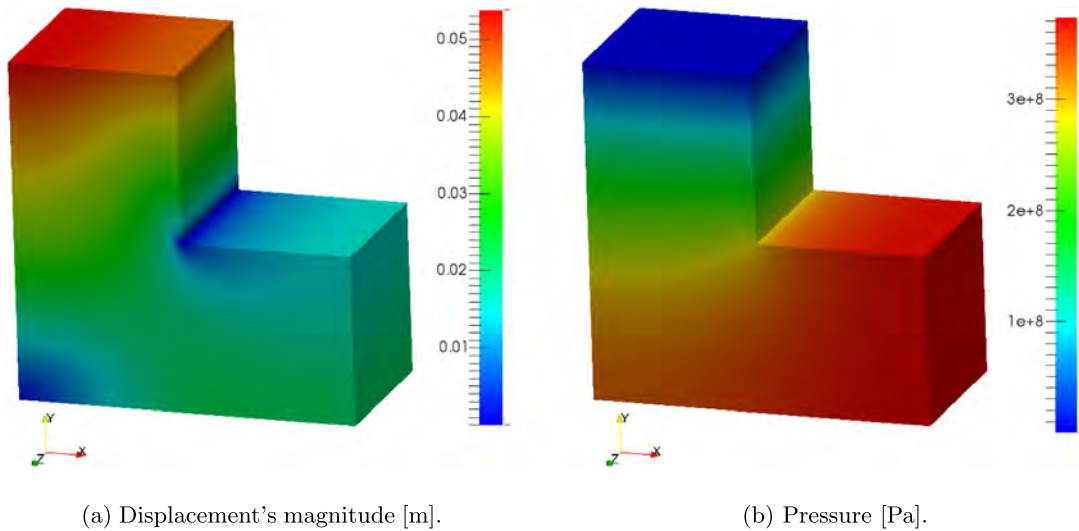 0.05
0.04
0.03
0.02
0.01
Y
X
Z
3e+8
2e+8
1e+8
Y
X
Z
(a) Displacement's magnitude [m].
(b) Pressure [Pa].